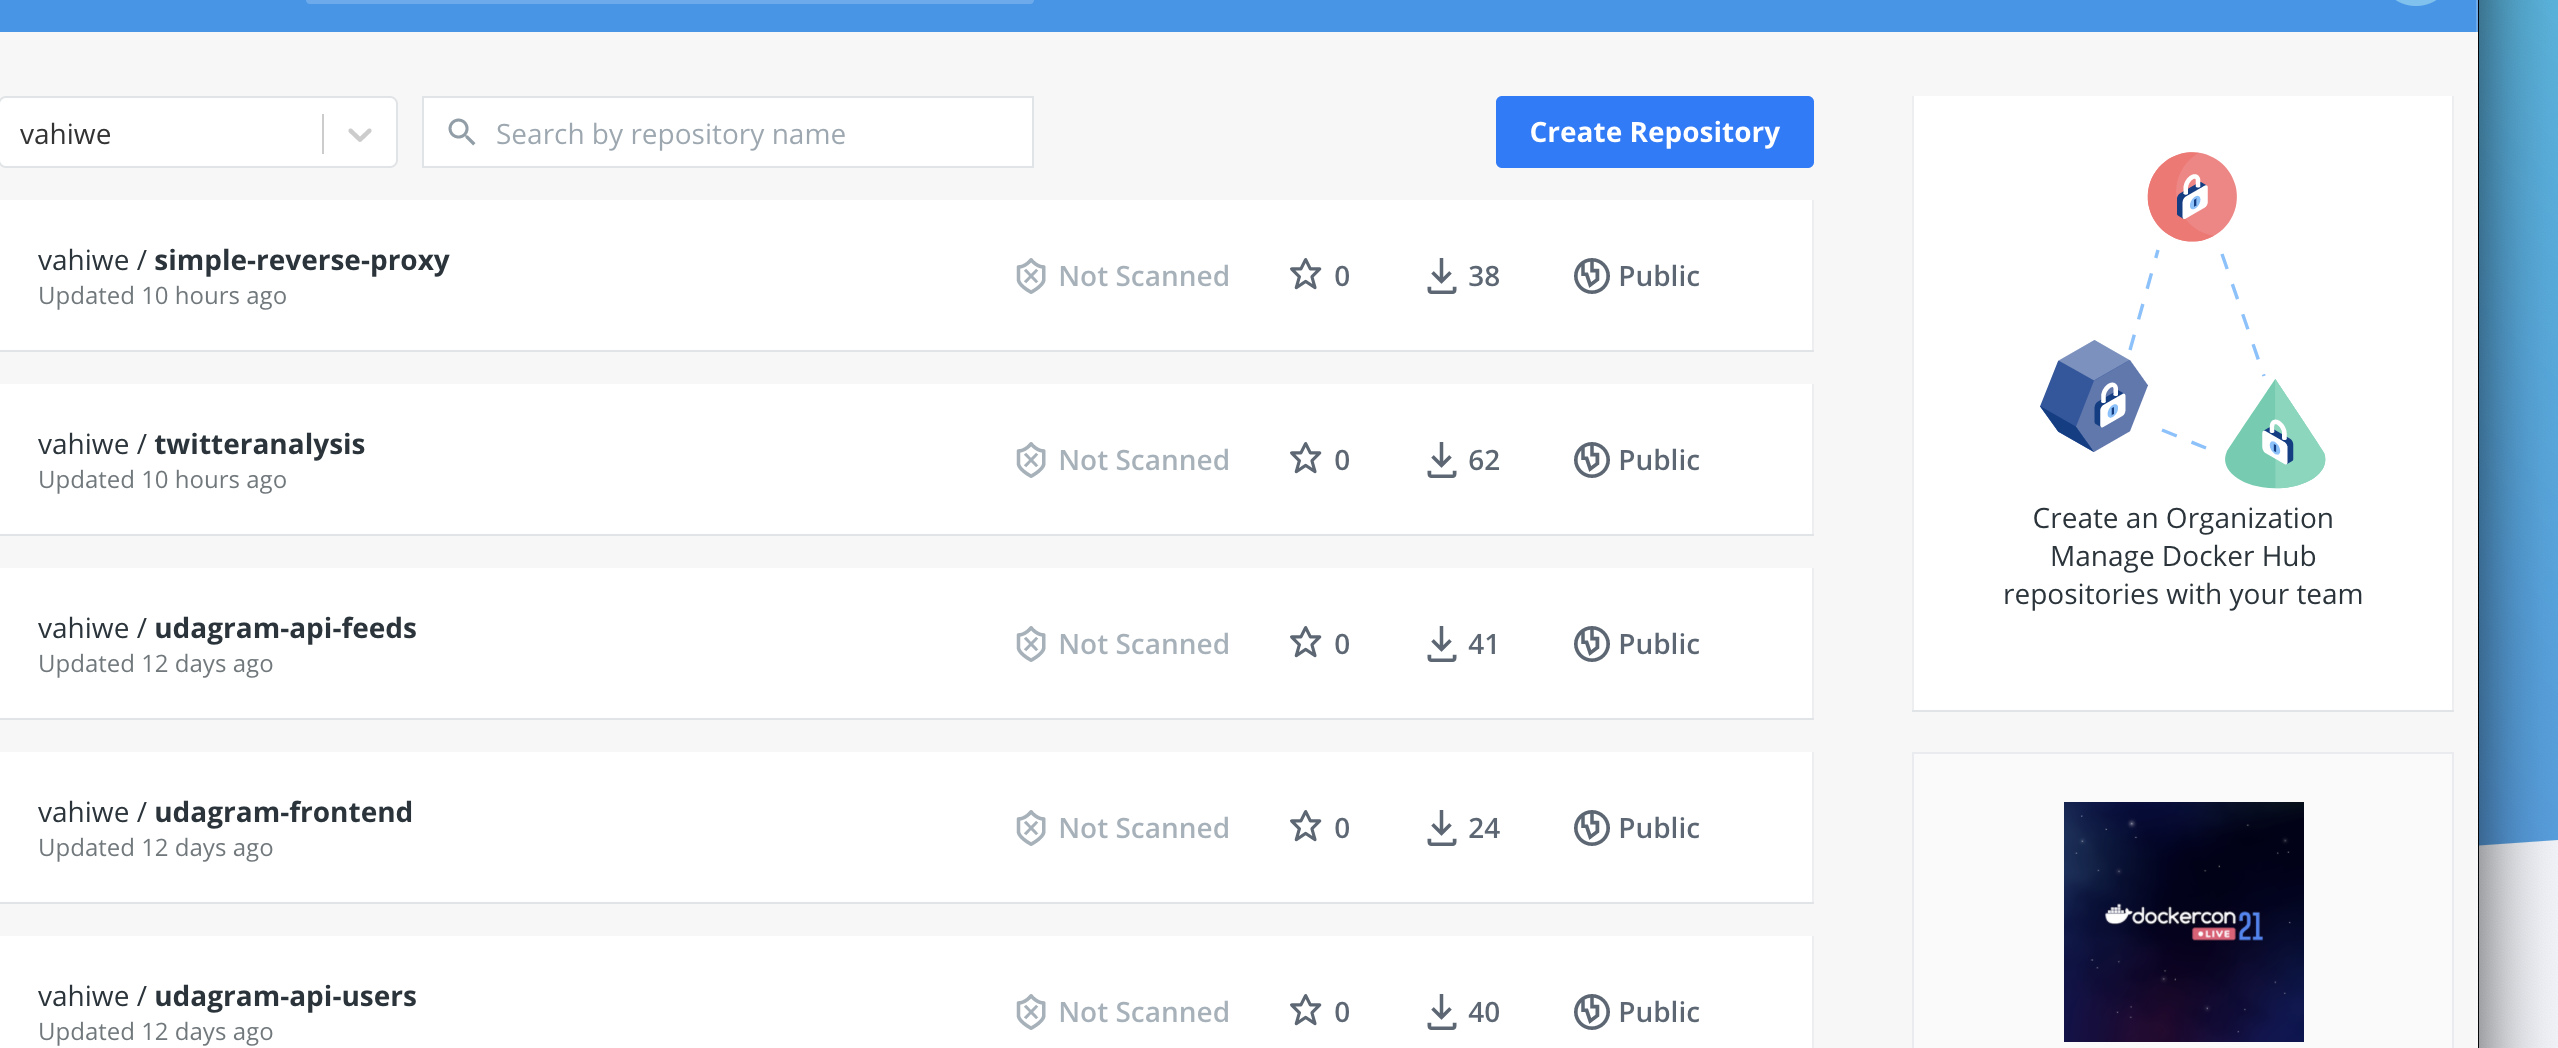 vahiwe
Search by repository name
Create Repository
vahiwe / simple-reverse-proxy
Updated 10 hours ago
Not Scanned
0
38
Public
vahiwe / twitteranalysis
Updated 10 hours ago
Not Scanned
0
62
Public
vahiwe / udagram-api-feeds
Updated 12 days ago
Not Scanned
0
41
Public
vahiwe / udagram-frontend
Updated 12 days ago
Not Scanned
0
24
Public
vahiwe / udagram-api-users
Updated 12 days ago
Not Scanned
0
40
Public
Create an Organization
Manage Docker Hub
repositories with your team
dockercon
LIVE
21